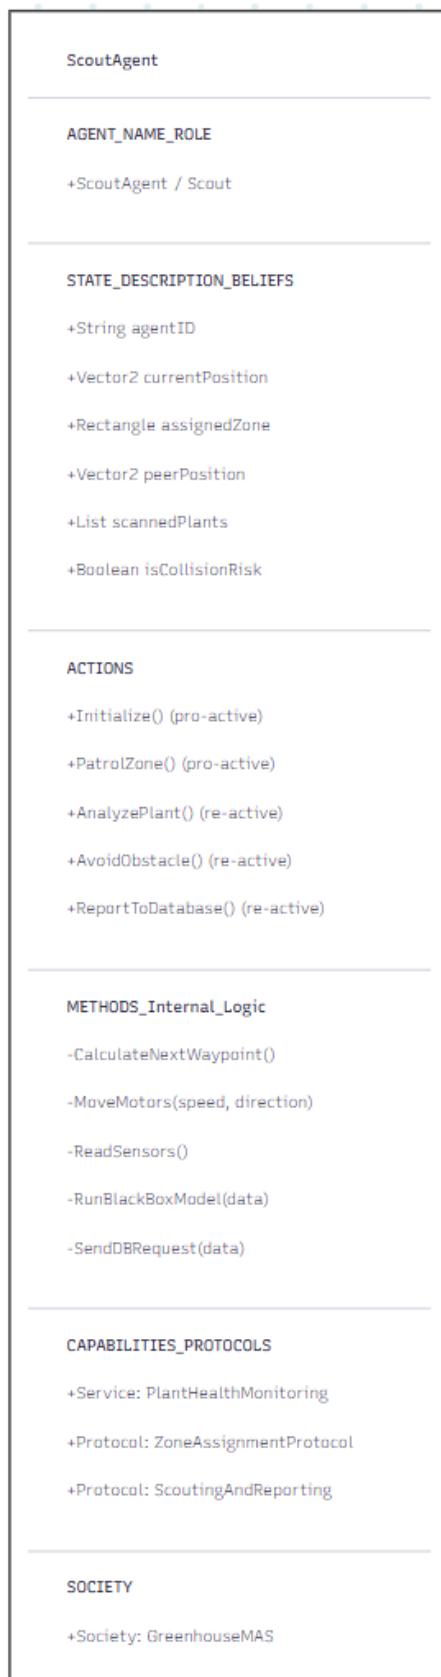 ScoutAgent
AGENT_NAME_ROLE
+ScoutAgent / Scout
STATE_DESCRIPTION_BELIEFS
+String agentID
+Vector2 currentPosition
+Rectangle assignedZone
+Vector2 peerPosition
+List scannedPlants
+Boolean isCollisionRisk
ACTIONS
+Initialize() (pro-active)
+PatrolZone() (pro-active)
+AnalyzePlant() (re-active)
+AvoidObstacle() (re-active)
+ReportToDatabase() (re-active)
METHODS_Internal_Logic
-CalculateNextWaypoint()
-MoveMotors(speed, direction)
-ReadSensors()
-RunBlackBoxModel(data)
-SendDBRequest(data)
CAPABILITIES_PROTOCOLS
+Service: PlantHealthMonitoring
+Protocol: ZoneAssignmentProtocol
+Protocol: ScoutingAndReporting
SOCIETY
+Society: GreenhouseMAS